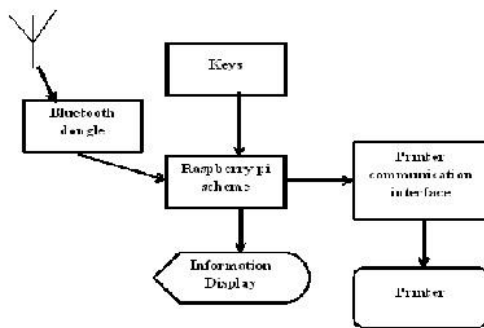 Keys
Bluetooth
dongle
Raspberry pi
scheme
Printer
communication
interface
Information
Display
Printer